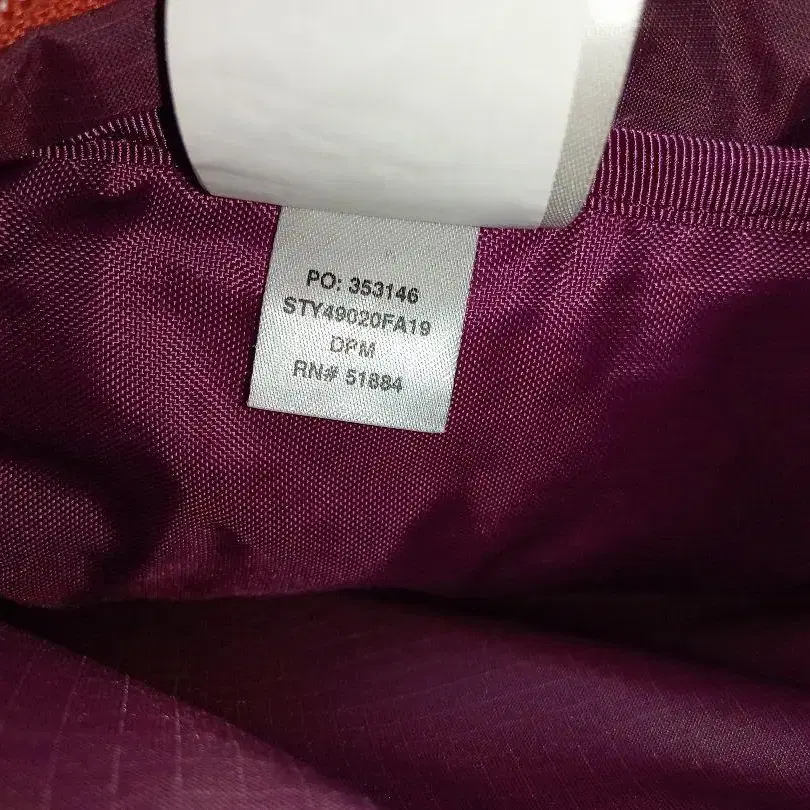 PO: 353146
STY49020FA19
DPM
RN# 51884